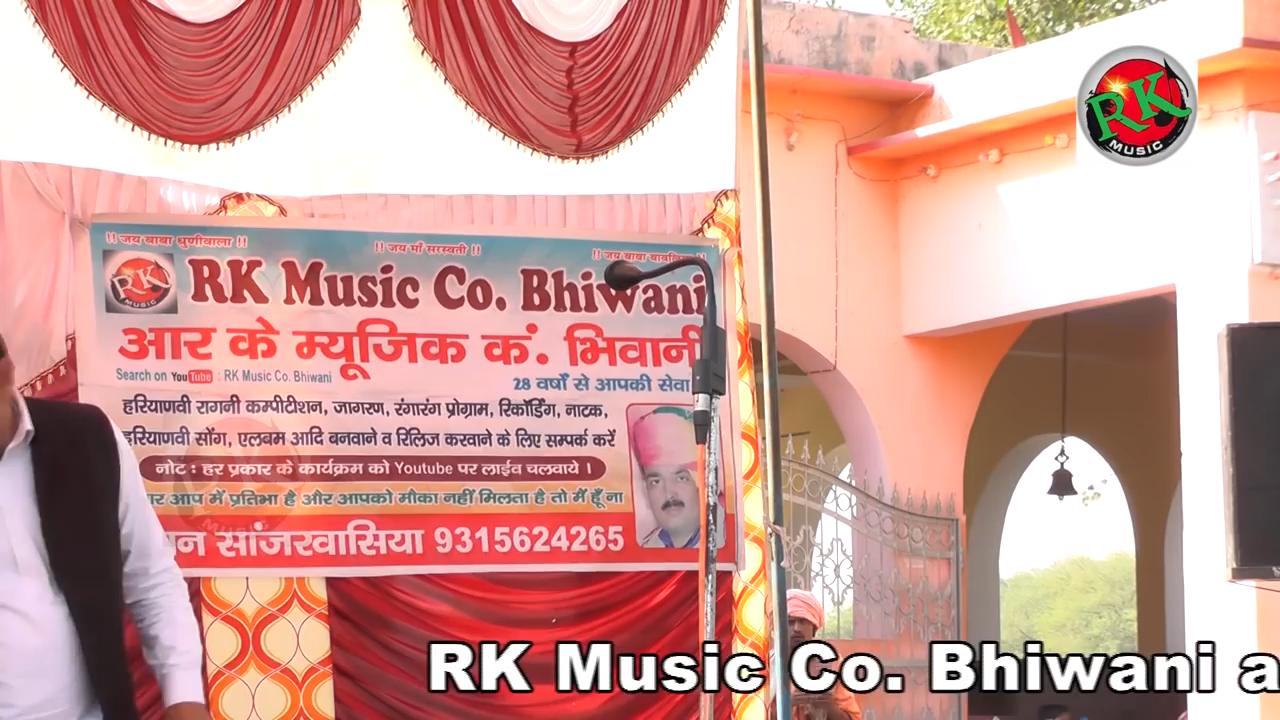 !! जय बाबा धुणीवाला !! !! जय माँ सरस्वती !! !! जय बाबा
RK MUSIC
RK Music Co. Bhiwani
आर के म्यूजिक कं. भिवानी
Search on YouTube : RK Music Co. Bhiwani
28 वर्षों से आपकी सेवा
हरियाणवी रागनी कम्पीटीशन, जागरण, रंगारंग प्रोग्राम, रिकॉर्डिंग, नाटक,
हरियाणवी सोंग, एलबम आदि बनवाने व रिलिज करवाने के लिए सम्पर्क करें
नोट : हर प्रकार के कार्यक्रम को Youtube पर लाईव चलवाये ।
आप में प्रतिभा है और आपको मौका नहीं मिलता है तो मैं हूँ ना
सांजरवासिया 9315624265
RK MUSIC
RK Music Co. Bhiwani a